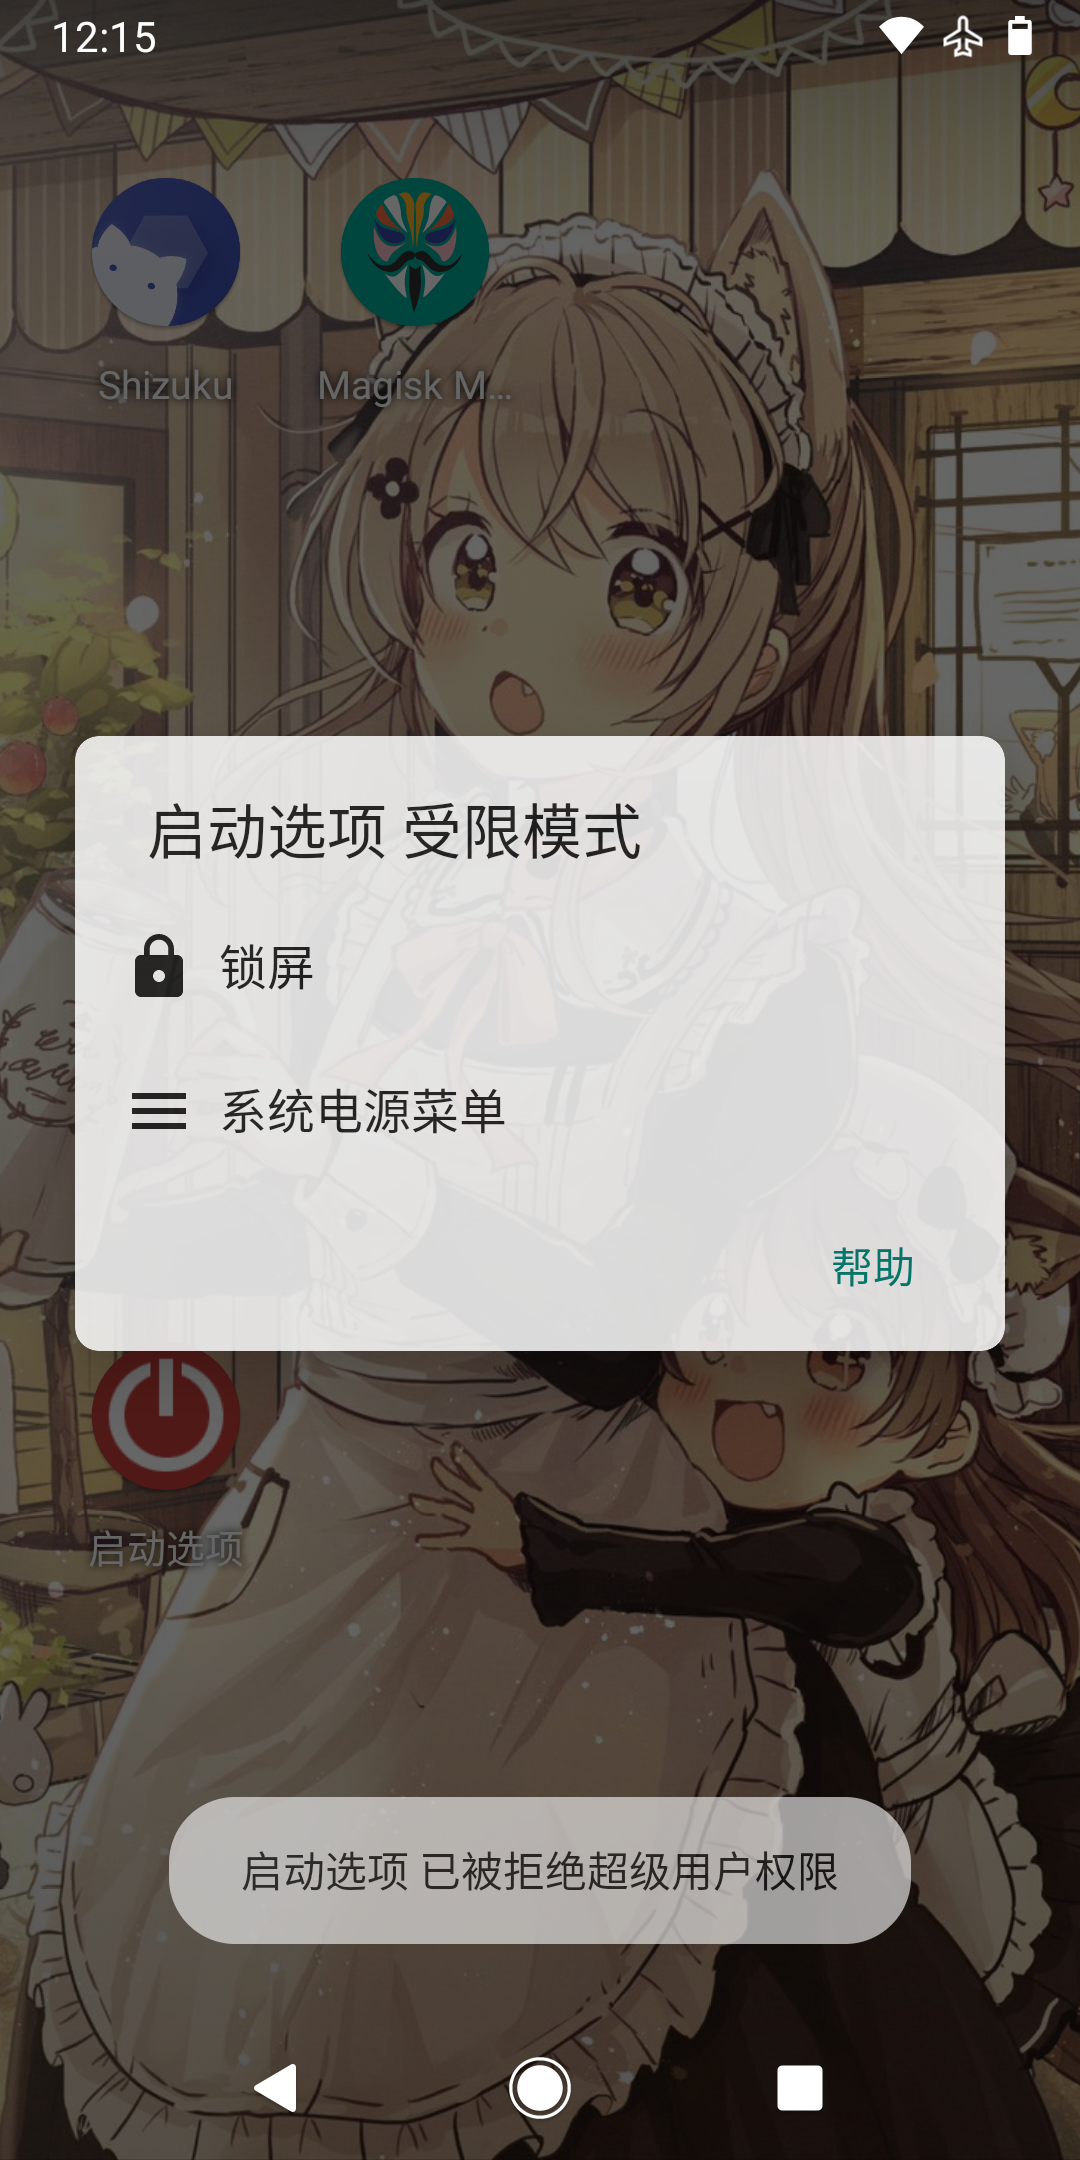 12:15
Shizuku
Magisk M...
启动选项 受限模式
锁屏
系统电源菜单
帮助
启动选项
启动选项 已被拒绝超级用户权限